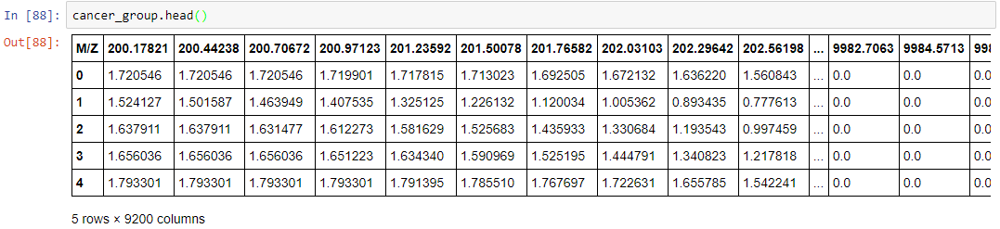 In [88]: cancer_group.head()
Out[88]:
M/Z 200.17821 200.44238 200.70672 200.97123 201.23592 201.50078 201.76582 202.03103 202.29642 202.56198 ... 9982.7063 9984.5713 998
0 1.720546 1.720546 1.720546 1.719901 1.717815 1.713023 1.692505 1.672132 1.636220 1.560843 ... 0.0 0.0 0.0
1 1.524127 1.501587 1.463949 1.407535 1.325125 1.226132 1.120034 1.005362 0.893435 0.777613 ... 0.0 0.0 0.0
2 1.637911 1.637911 1.631477 1.612273 1.581629 1.525683 1.435933 1.330684 1.193543 0.997459 ... 0.0 0.0 0.0
3 1.656036 1.656036 1.656036 1.651223 1.634340 1.590969 1.525195 1.444791 1.340823 1.217818 ... 0.0 0.0 0.0
4 1.793301 1.793301 1.793301 1.793301 1.791395 1.785510 1.767697 1.722631 1.655785 1.542241 ... 0.0 0.0 0.0
5 rows × 9200 columns